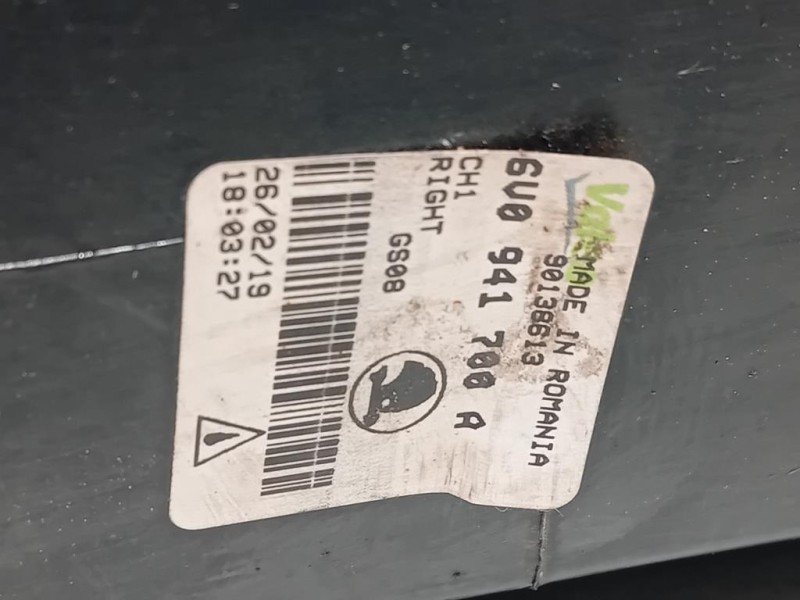 Valeo
MADE IN ROMANIA
90138613
6V0 941 700 A
CH1
RIGHT
GS08
26/02/19
18:03:27